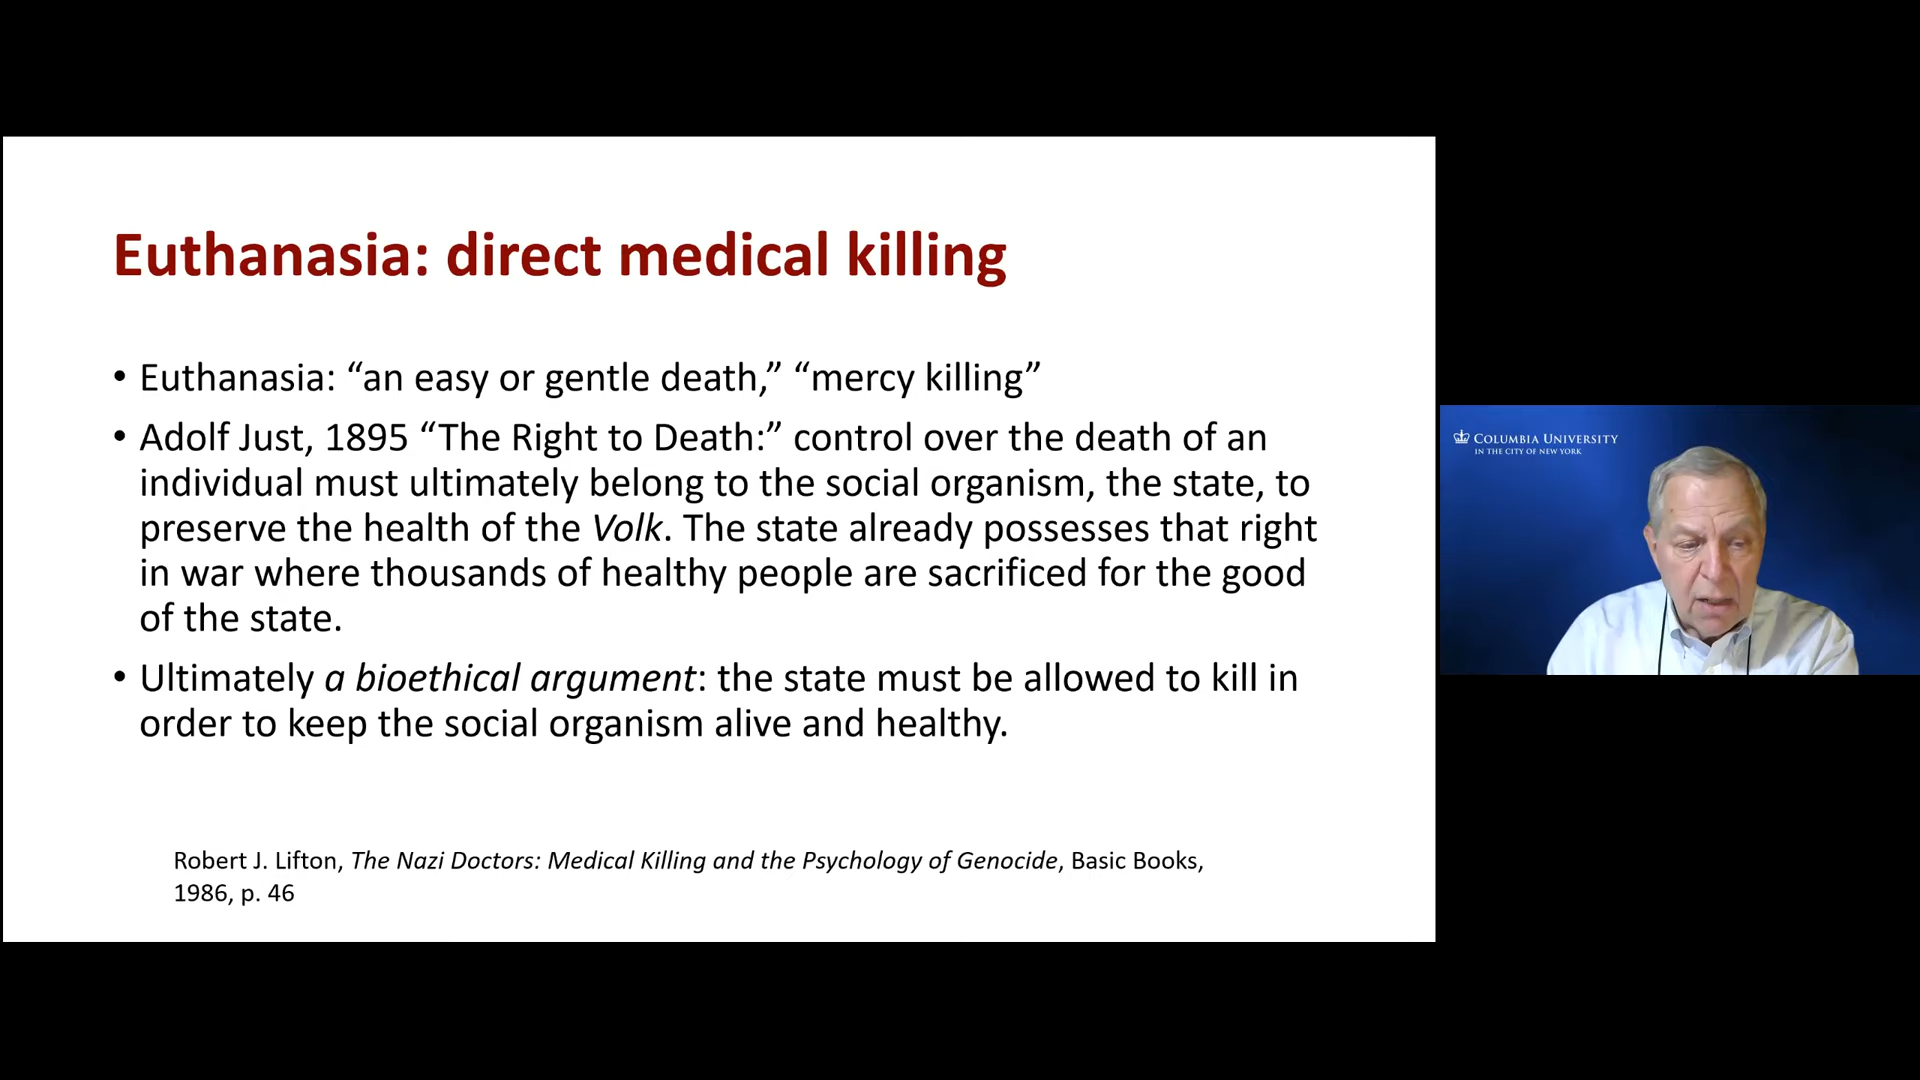 Euthanasia: direct medical killing
• Euthanasia: “an easy or gentle death,” “mercy killing”
• Adolf Just, 1895 “The Right to Death:” control over the death of an
individual must ultimately belong to the social organism, the state, to
preserve the health of the Volk. The state already possesses that right
in war where thousands of healthy people are sacrificed for the good
of the state.
• Ultimately a bioethical argument: the state must be allowed to kill in
order to keep the social organism alive and healthy.
Robert J. Lifton, The Nazi Doctors: Medical Killing and the Psychology of Genocide, Basic Books,
1986, p. 46
COLUMBIA UNIVERSITY
IN THE CITY OF NEW YORK